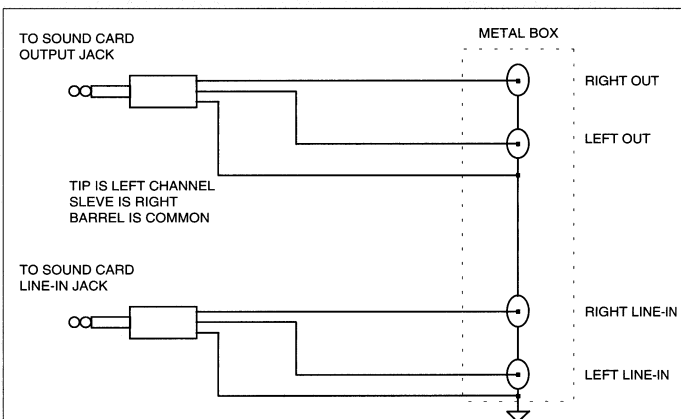 METAL BOX
TO SOUND CARD
OUTPUT JACK
RIGHT OUT
LEFT OUT
TIP IS LEFT CHANNEL
SLEVE IS RIGHT
BARREL IS COMMON
TO SOUND CARD
LINE-IN JACK
RIGHT LINE-IN
LEFT LINE-IN